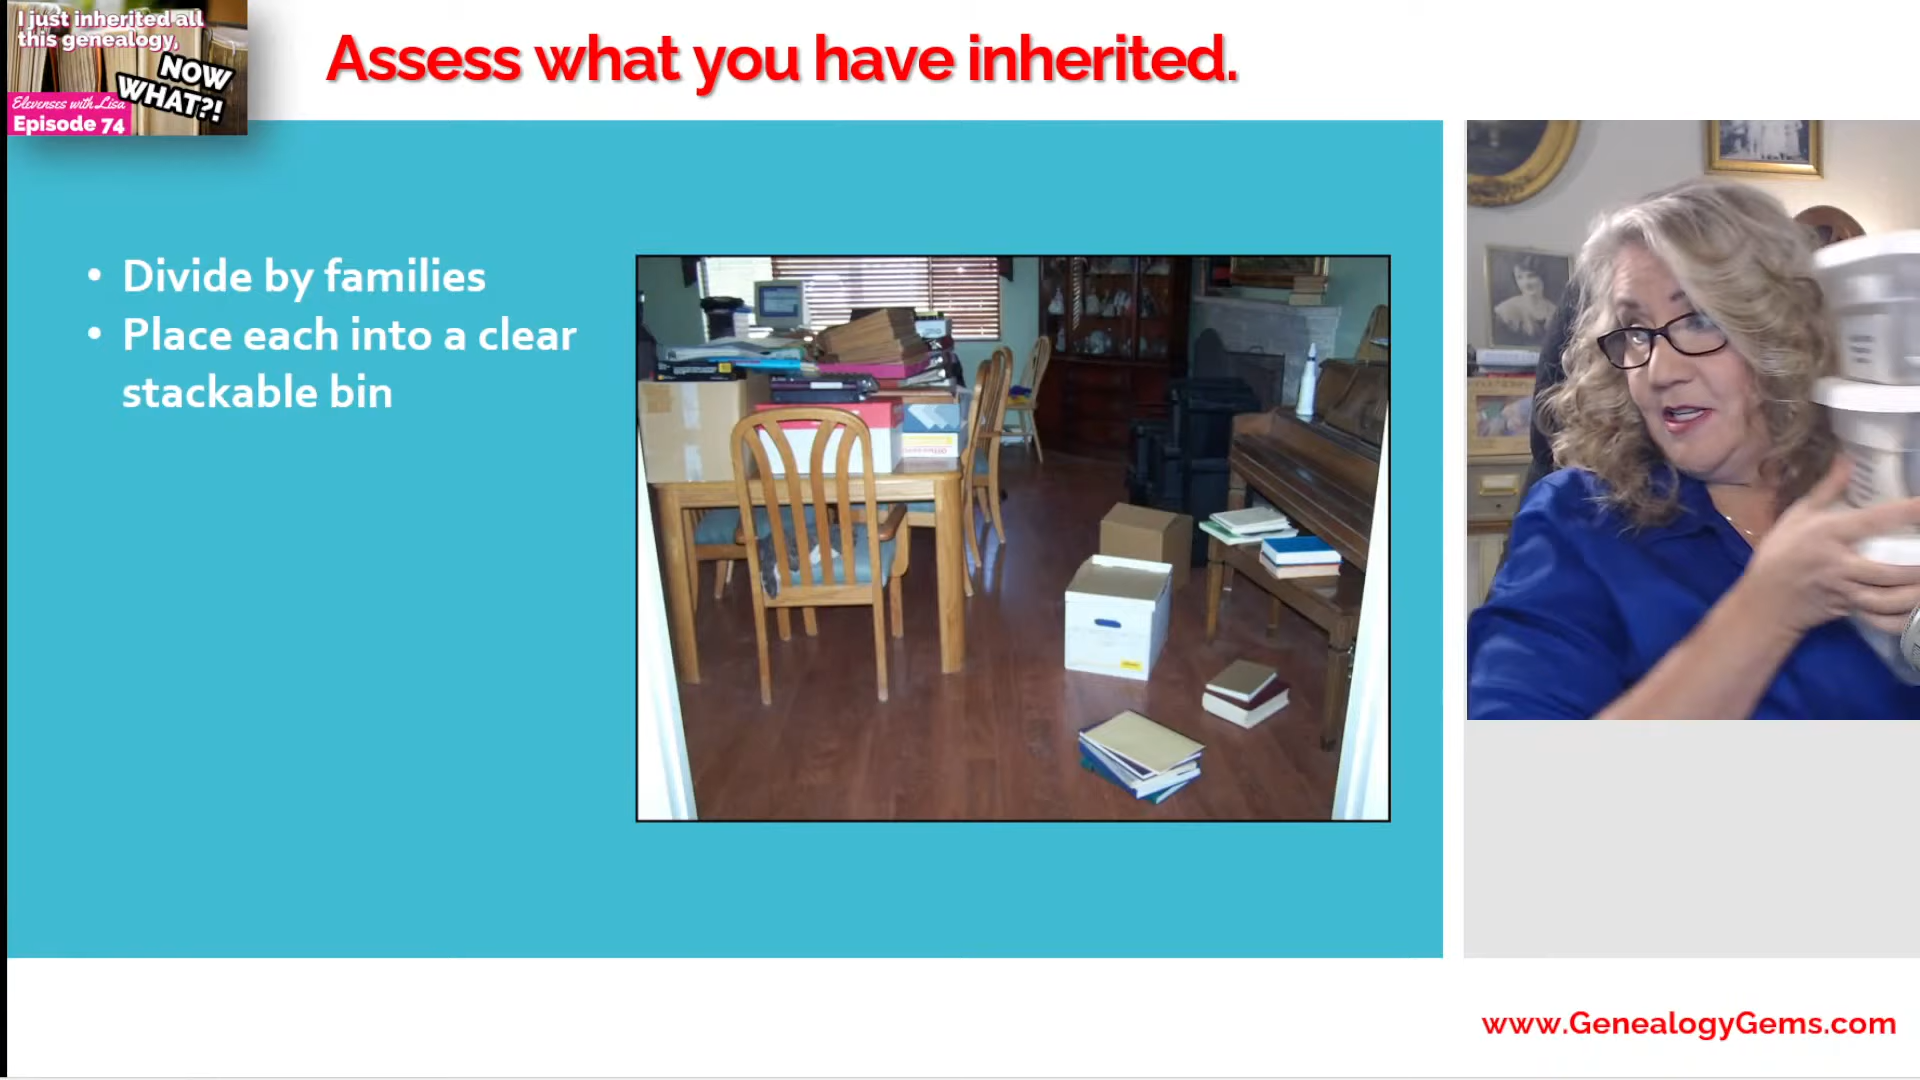 I just inherited all
this genealogy,
NOW
WHAT?!
Elevenses with Lisa
Episode 74
Assess what you have inherited.
• Divide by families
• Place each into a clear
stackable bin
www.GenealogyGems.com